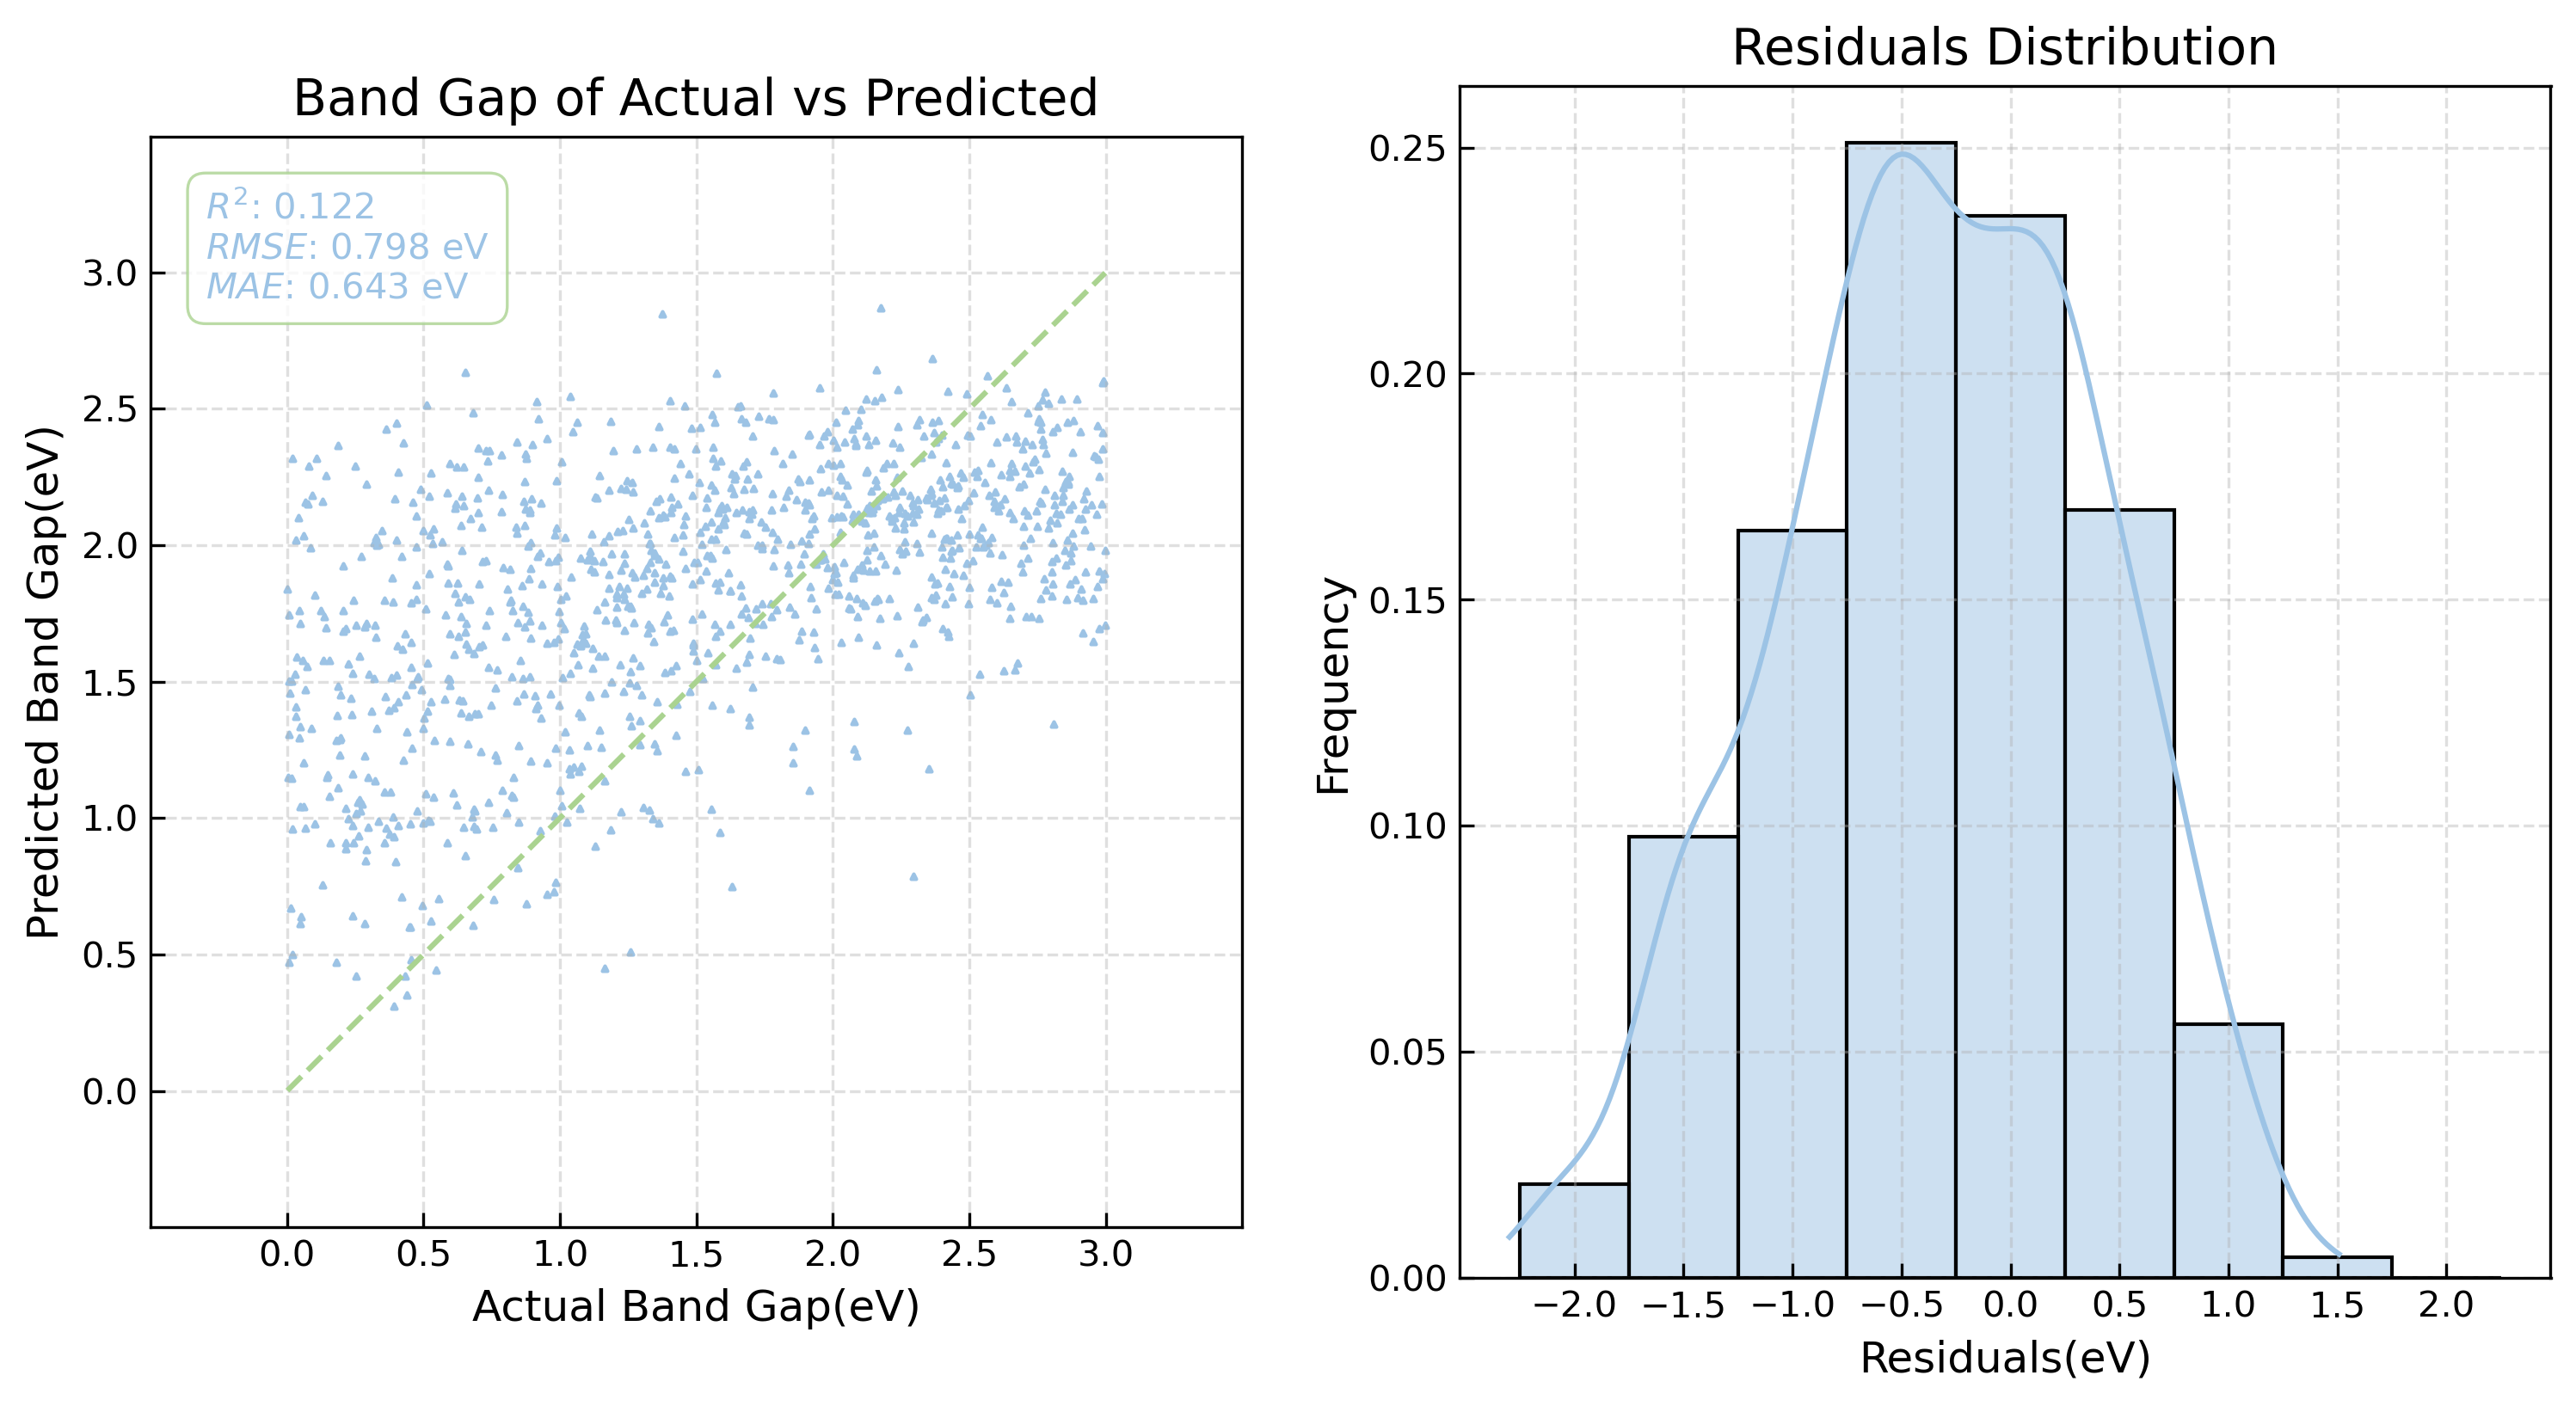 Band Gap of Actual vs Predicted
R²: 0.122
RMSE: 0.798 eV
MAE: 0.643 eV
3.0
2.5
2.0
1.5
1.0
0.5
0.0
Predicted Band Gap(eV)
0.0 0.5 1.0 1.5 2.0 2.5 3.0
Actual Band Gap(eV)
Residuals Distribution
0.25
0.20
0.15
0.10
0.05
0.00
Frequency
−2.0 −1.5 −1.0 −0.5 0.0 0.5 1.0 1.5 2.0
Residuals(eV)